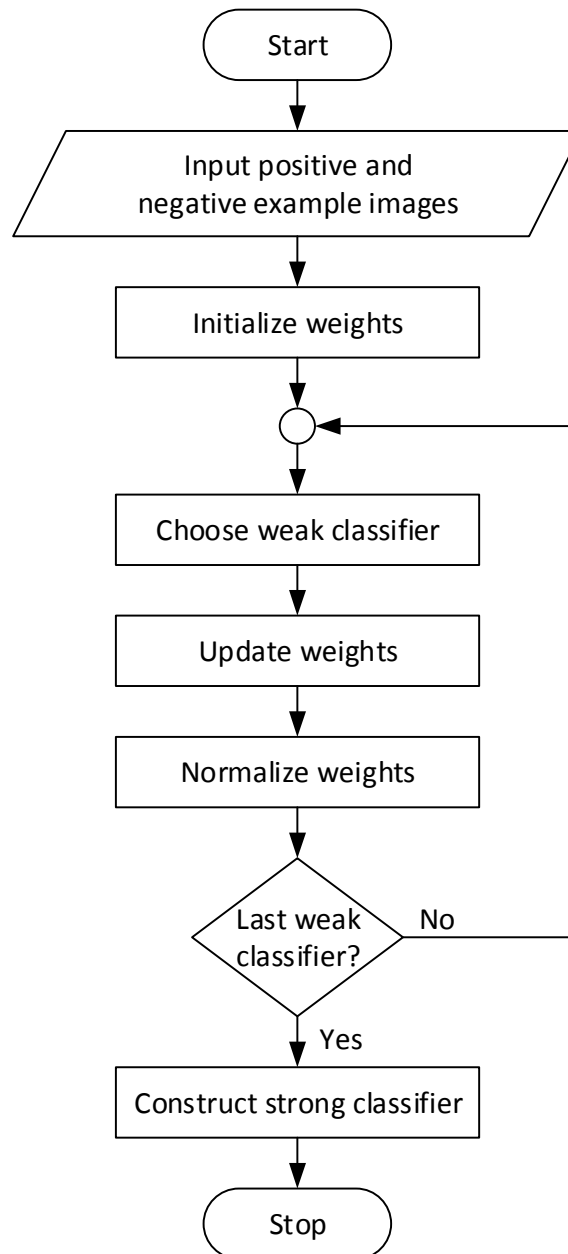 Start
Input positive and
negative example images
Initialize weights
Choose weak classifier
Update weights
Normalize weights
Last weak
classifier?
No
Yes
Construct strong classifier
Stop